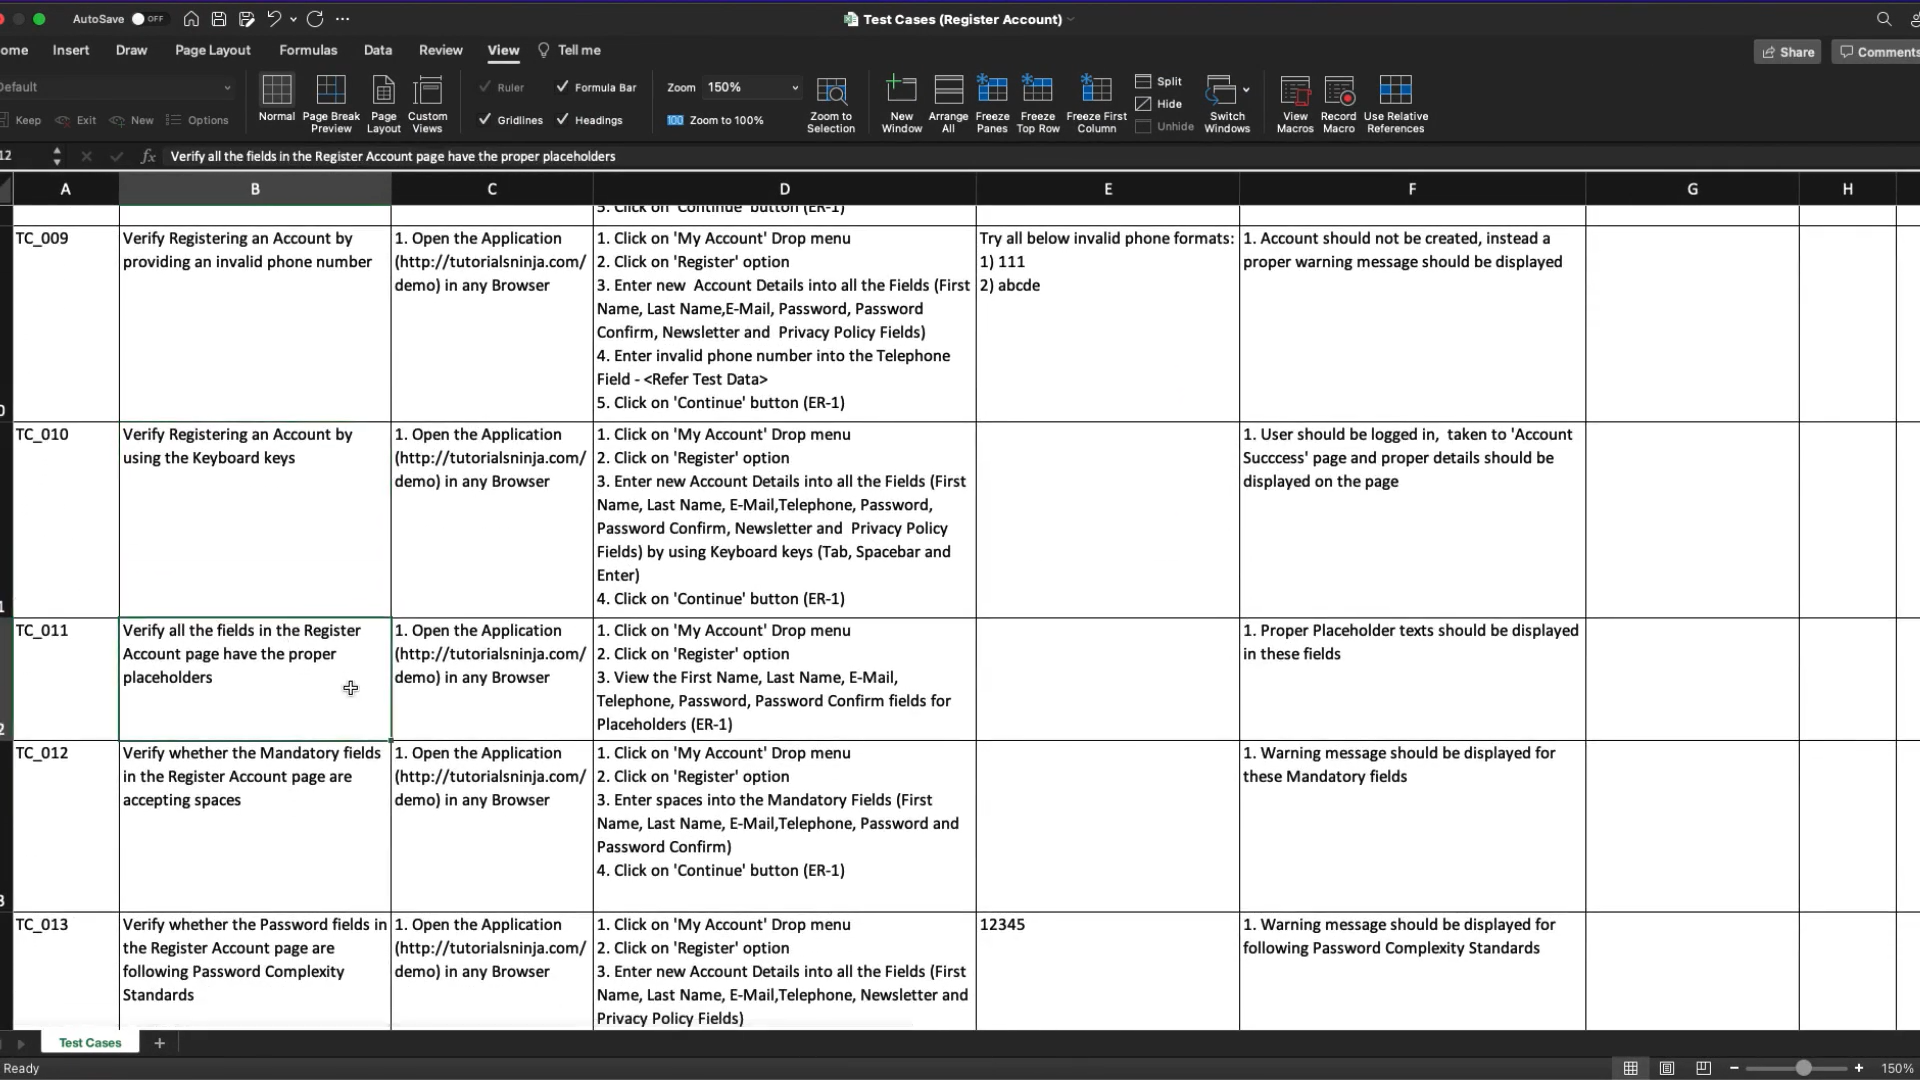 AutoSave OFF
Test Cases (Register Account)
ome Insert Draw Page Layout Formulas Data Review View Tell me
Share Comments
Default
Keep Exit New Options
Normal Page Break Preview Page Layout Custom Views
Ruler Formula Bar
Gridlines Headings
Zoom 150%
100 Zoom to 100%
Zoom to Selection
New Window Arrange All Freeze Panes Freeze Top Row Freeze First Column
Split
Hide
Unhide
Switch Windows
View Macros Record Macro Use Relative References
12 fx Verify all the fields in the Register Account page have the proper placeholders
A B C D E F G H
5. Click on 'Continue' button (ER-1)
0
TC_009
Verify Registering an Account by
providing an invalid phone number
1. Open the Application
(http://tutorialsninja.com/
demo) in any Browser
1. Click on 'My Account' Drop menu
2. Click on 'Register' option
3. Enter new  Account Details into all the Fields (First
Name, Last Name,E-Mail, Password, Password
Confirm, Newsletter and  Privacy Policy Fields)
4. Enter invalid phone number into the Telephone
Field - <Refer Test Data>
5. Click on 'Continue' button (ER-1)
Try all below invalid phone formats:
1) 111
2) abcde
1. Account should not be created, instead a
proper warning message should be displayed
1
TC_010
Verify Registering an Account by
using the Keyboard keys
1. Open the Application
(http://tutorialsninja.com/
demo) in any Browser
1. Click on 'My Account' Drop menu
2. Click on 'Register' option
3. Enter new Account Details into all the Fields (First
Name, Last Name, E-Mail,Telephone, Password,
Password Confirm, Newsletter and  Privacy Policy
Fields) by using Keyboard keys (Tab, Spacebar and
Enter)
4. Click on 'Continue' button (ER-1)
1. User should be logged in,  taken to 'Account
Succcess' page and proper details should be
displayed on the page
2
TC_011
Verify all the fields in the Register
Account page have the proper
placeholders
1. Open the Application
(http://tutorialsninja.com/
demo) in any Browser
1. Click on 'My Account' Drop menu
2. Click on 'Register' option
3. View the First Name, Last Name, E-Mail,
Telephone, Password, Password Confirm fields for
Placeholders (ER-1)
1. Proper Placeholder texts should be displayed
in these fields
3
TC_012
Verify whether the Mandatory fields
in the Register Account page are
accepting spaces
1. Open the Application
(http://tutorialsninja.com/
demo) in any Browser
1. Click on 'My Account' Drop menu
2. Click on 'Register' option
3. Enter spaces into the Mandatory Fields (First
Name, Last Name, E-Mail,Telephone, Password and
Password Confirm)
4. Click on 'Continue' button (ER-1)
1. Warning message should be displayed for
these Mandatory fields
TC_013
Verify whether the Password fields in
the Register Account page are
following Password Complexity
Standards
1. Open the Application
(http://tutorialsninja.com/
demo) in any Browser
1. Click on 'My Account' Drop menu
2. Click on 'Register' option
3. Enter new Account Details into all the Fields (First
Name, Last Name, E-Mail,Telephone, Newsletter and
Privacy Policy Fields)
12345
1. Warning message should be displayed for
following Password Complexity Standards
Test Cases
Ready
150%